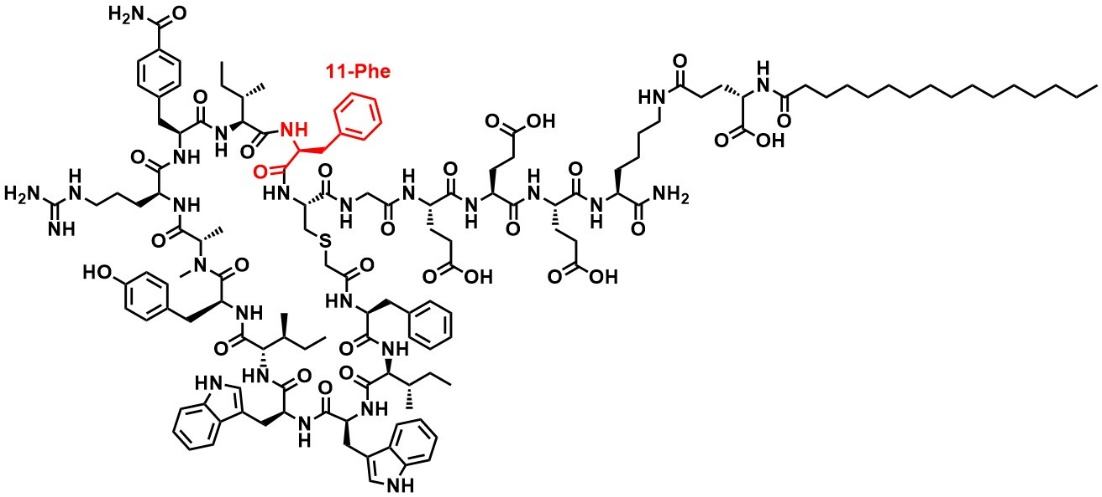 H₂N O
11-Phe
O H
N
O HN
O
OH
O OH
NH
N
H O
NH
O O O H
N O H
N O
H₂N H
N HN NH₂
NH N
H N
H N
H
NH O O O
O S
N O O
HO O OH O OH
HN
NH
O O NH
HN O O
HN O
NH
N
H
NH